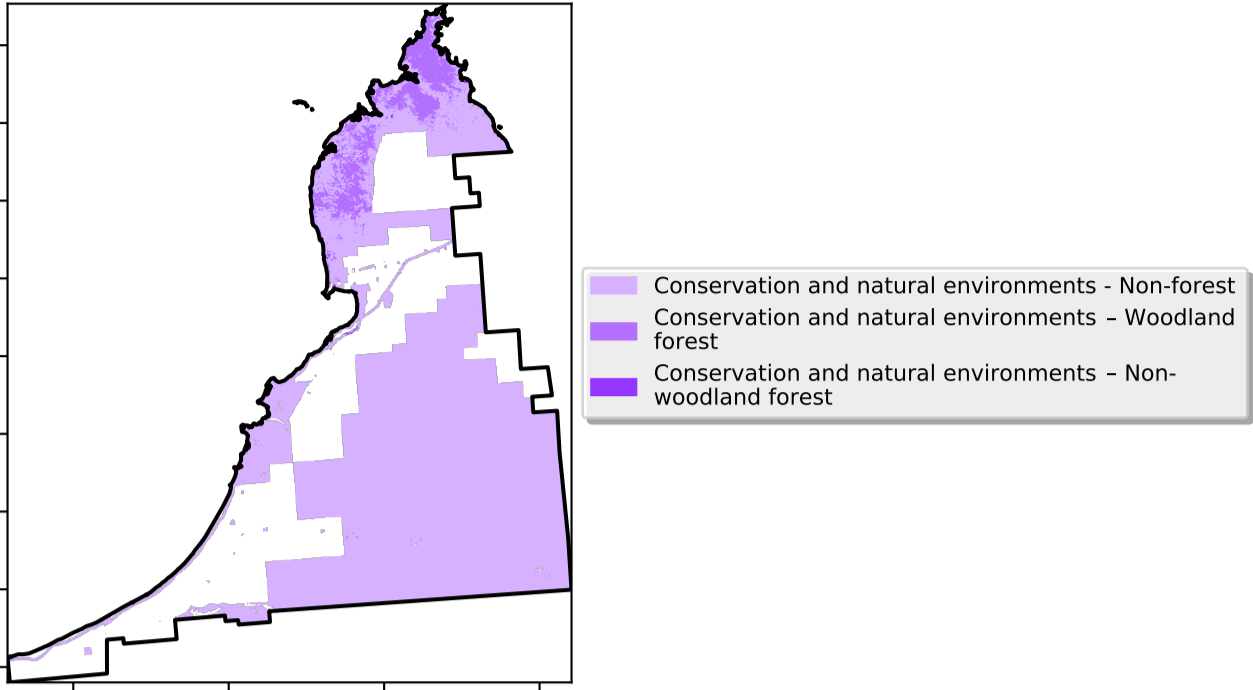 Conservation and natural environments - Non-forest
Conservation and natural environments – Woodland
forest
Conservation and natural environments – Non-
woodland forest